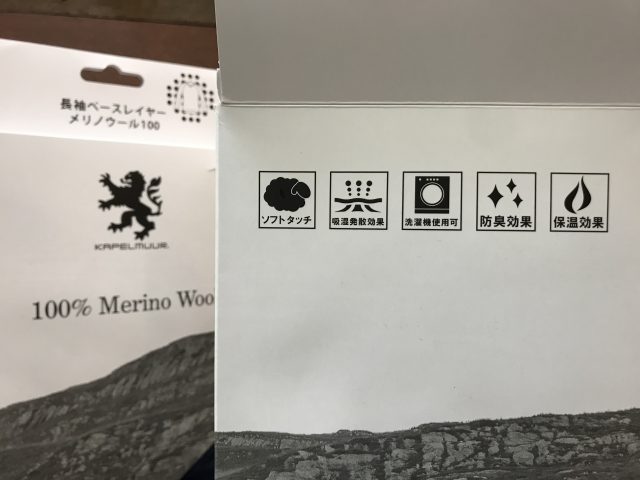 長袖ベースレイヤー
メリノウール100
KAPELMUUR
100% Merino Woo
ソフトタッチ
吸湿発散効果
洗濯機使用可
防臭効果
保温効果